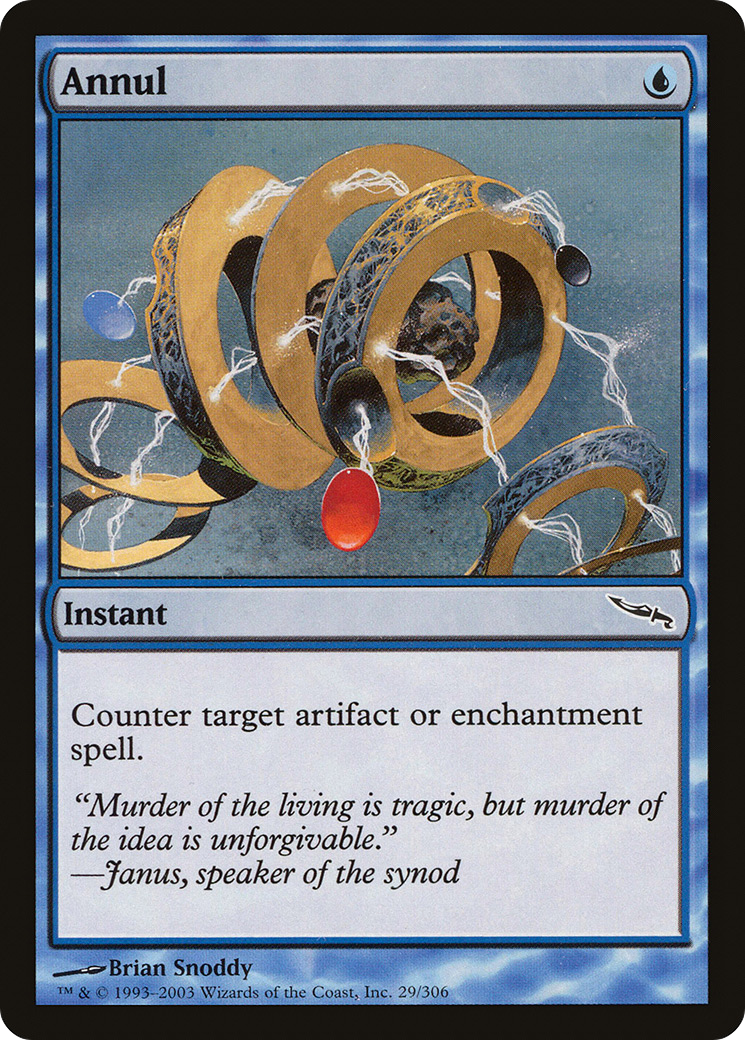 Annul
Instant
Counter target artifact or enchantment
spell.
“Murder of the living is tragic, but murder of
the idea is unforgivable.”
—Janus, speaker of the synod
Brian Snoddy
™ & © 1993–2003 Wizards of the Coast, Inc. 29/306